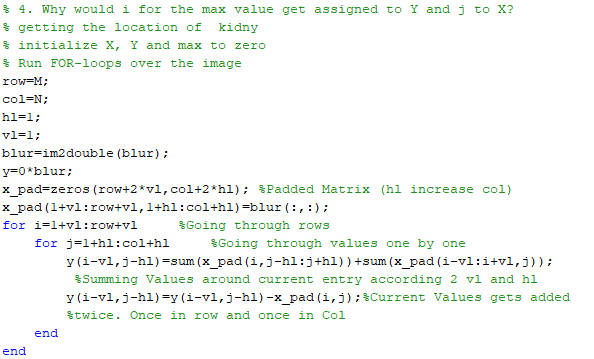 % 4. Why would i for the max value get assigned to Y and j to X?
% getting the location of  kidny
% initialize X, Y and max to zero
% Run FOR-loops over the image
row=M;
col=N;
hl=1;
vl=1;
blur=im2double(blur);
y=0*blur;
x_pad=zeros(row+2*vl,col+2*hl); %Padded Matrix (hl increase col)
x_pad(1+vl:row+vl,1+hl:col+hl)=blur(:,:);
for i=1+vl:row+vl     %Going through rows
    for j=1+hl:col+hl     %Going through values one by one
        y(i-vl,j-hl)=sum(x_pad(i,j-hl:j+hl))+sum(x_pad(i-vl:i+vl,j));
         %Summing Values around current entry according 2 vl and hl
        y(i-vl,j-hl)=y(i-vl,j-hl)-x_pad(i,j);%Current Values gets added
        %twice. Once in row and once in Col
    end
end